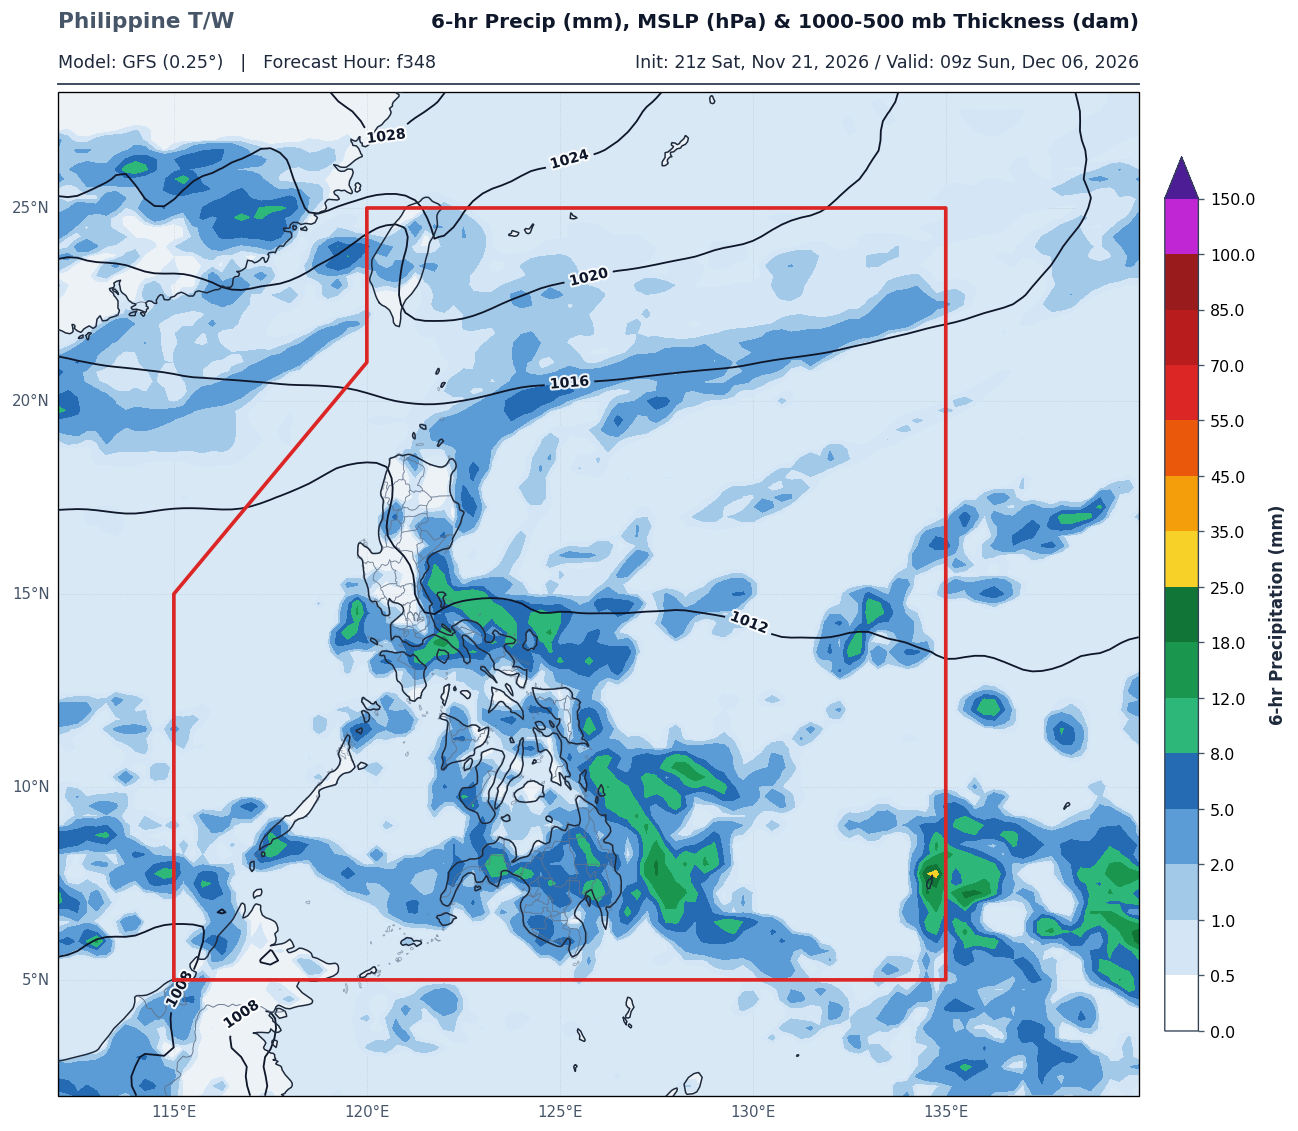 Philippine T/W
6-hr Precip (mm), MSLP (hPa) & 1000-500 mb Thickness (dam)
Model: GFS (0.25°) | Forecast Hour: f348
Init: 21z Sat, Nov 21, 2026 / Valid: 09z Sun, Dec 06, 2026
1028
1024
1020
1016
1012
1008
1008
25°N
20°N
15°N
10°N
5°N
115°E
120°E
125°E
130°E
135°E
150.0
100.0
85.0
70.0
55.0
45.0
35.0
25.0
18.0
12.0
8.0
5.0
2.0
1.0
0.5
0.0
6-hr Precipitation (mm)